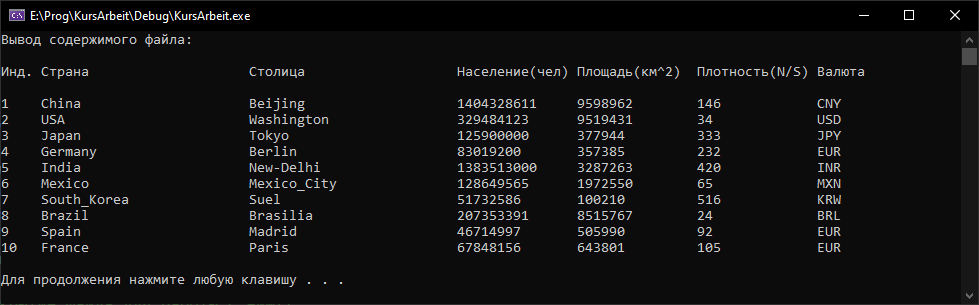 E:\Prog\KursArbeit\Debug\KursArbeit.exe
Вывод содержимого файла:
Инд. Страна Столица Население(чел) Площадь(км^2) Плотность(N/S) Валюта
1 China Beijing 1404328611 9598962 146 CNY
2 USA Washington 329484123 9519431 34 USD
3 Japan Tokyo 125900000 377944 333 JPY
4 Germany Berlin 83019200 357385 232 EUR
5 India New-Delhi 1383513000 3287263 420 INR
6 Mexico Mexico_City 128649565 1972550 65 MXN
7 South_Korea Suel 51732586 100210 516 KRW
8 Brazil Brasilia 207353391 8515767 24 BRL
9 Spain Madrid 46714997 505990 92 EUR
10 France Paris 67848156 643801 105 EUR
Для продолжения нажмите любую клавишу . . .